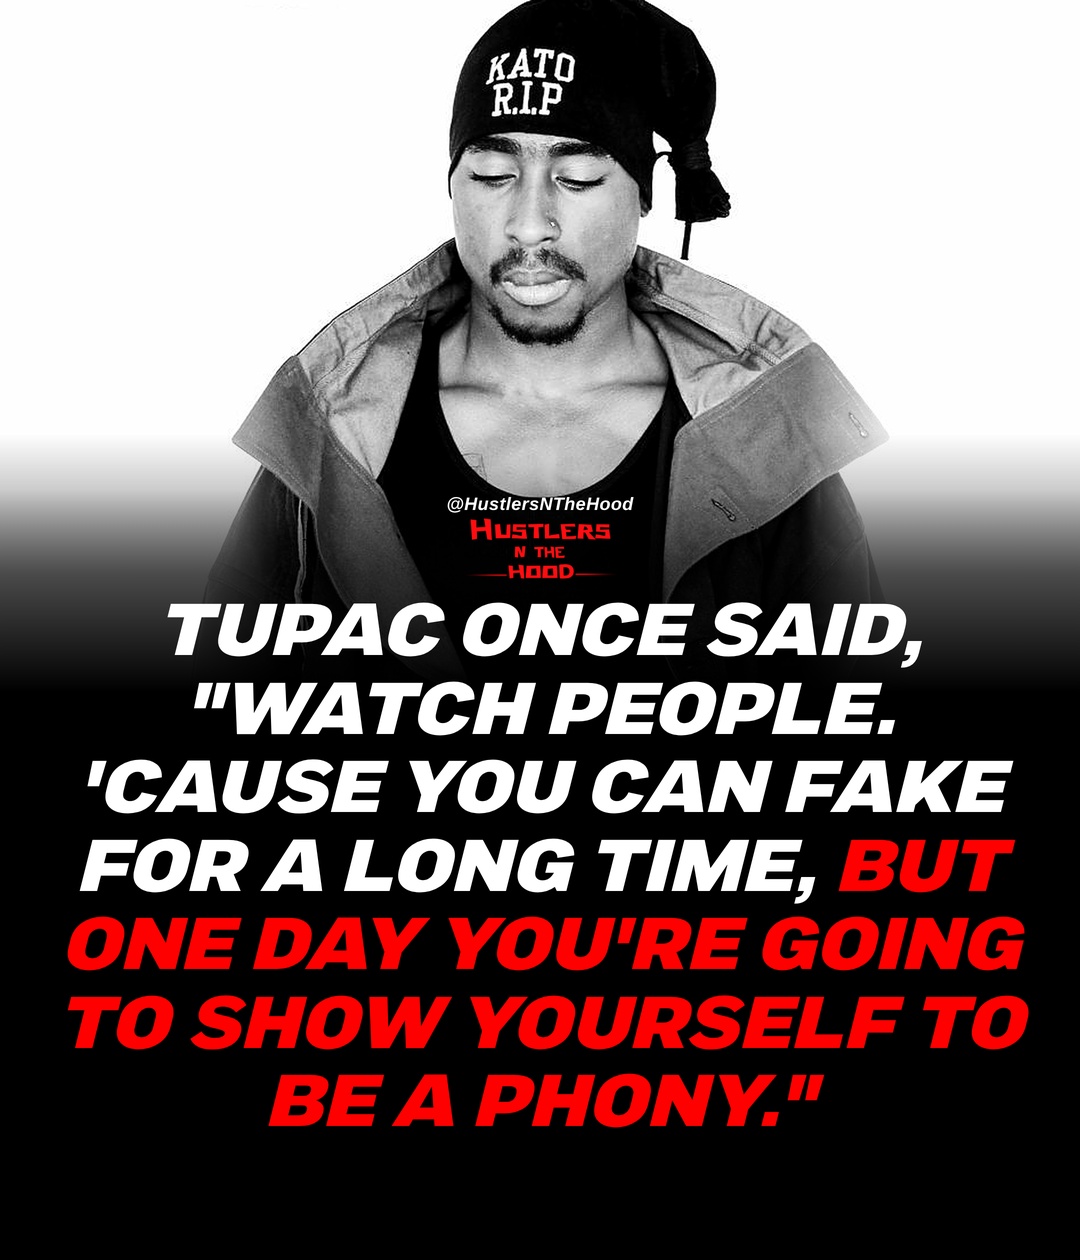 KATO
R.I.P
@HustlersNTheHood
HUSTLERS
N THE
HOOD
TUPAC ONCE SAID,
"WATCH PEOPLE.
'CAUSE YOU CAN FAKE
FOR A LONG TIME, BUT
ONE DAY YOU'RE GOING
TO SHOW YOURSELF TO
BE A PHONY."